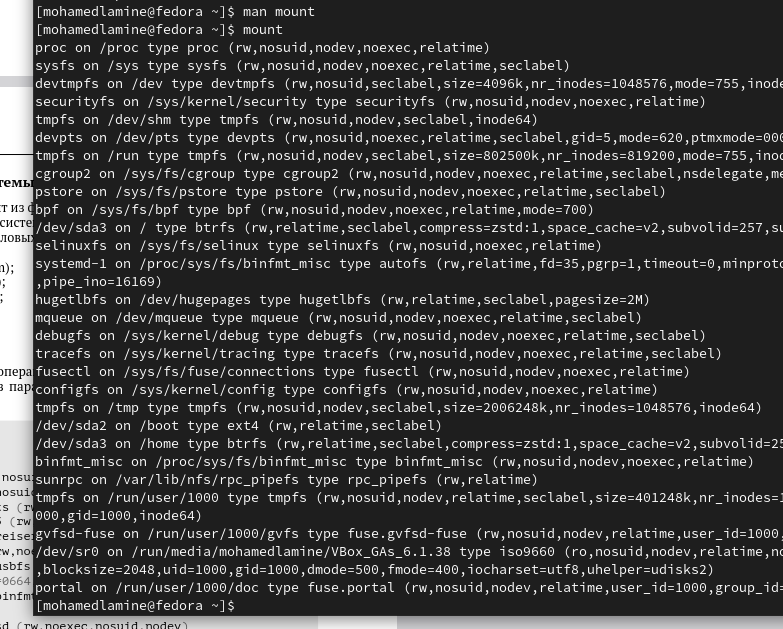 [mohamedlamine@fedora ~]$ man mount
[mohamedlamine@fedora ~]$ mount
proc on /proc type proc (rw,nosuid,nodev,noexec,relatime)
sysfs on /sys type sysfs (rw,nosuid,nodev,noexec,relatime,seclabel)
devtmpfs on /dev type devtmpfs (rw,nosuid,seclabel,size=4096k,nr_inodes=1048576,mode=755,inode
securityfs on /sys/kernel/security type securityfs (rw,nosuid,nodev,noexec,relatime)
tmpfs on /dev/shm type tmpfs (rw,nosuid,nodev,seclabel,inode64)
devpts on /dev/pts type devpts (rw,nosuid,noexec,relatime,seclabel,gid=5,mode=620,ptmxmode=000
tmpfs on /run type tmpfs (rw,nosuid,nodev,seclabel,size=802500k,nr_inodes=819200,mode=755,inod
cgroup2 on /sys/fs/cgroup type cgroup2 (rw,nosuid,nodev,noexec,relatime,seclabel,nsdelegate,me
pstore on /sys/fs/pstore type pstore (rw,nosuid,nodev,noexec,relatime,seclabel)
bpf on /sys/fs/bpf type bpf (rw,nosuid,nodev,noexec,relatime,mode=700)
/dev/sda3 on / type btrfs (rw,relatime,seclabel,compress=zstd:1,space_cache=v2,subvolid=257,su
selinuxfs on /sys/fs/selinux type selinuxfs (rw,nosuid,noexec,relatime)
systemd-1 on /proc/sys/fs/binfmt_misc type autofs (rw,relatime,fd=35,pgrp=1,timeout=0,minproto
,pipe_ino=16169)
hugetlbfs on /dev/hugepages type hugetlbfs (rw,relatime,seclabel,pagesize=2M)
mqueue on /dev/mqueue type mqueue (rw,nosuid,nodev,noexec,relatime,seclabel)
debugfs on /sys/kernel/debug type debugfs (rw,nosuid,nodev,noexec,relatime,seclabel)
tracefs on /sys/kernel/tracing type tracefs (rw,nosuid,nodev,noexec,relatime,seclabel)
fusectl on /sys/fs/fuse/connections type fusectl (rw,nosuid,nodev,noexec,relatime)
configfs on /sys/kernel/config type configfs (rw,nosuid,nodev,noexec,relatime)
tmpfs on /tmp type tmpfs (rw,nosuid,nodev,seclabel,size=2006248k,nr_inodes=1048576,inode64)
/dev/sda2 on /boot type ext4 (rw,relatime,seclabel)
/dev/sda3 on /home type btrfs (rw,relatime,seclabel,compress=zstd:1,space_cache=v2,subvolid=25
binfmt_misc on /proc/sys/fs/binfmt_misc type binfmt_misc (rw,nosuid,nodev,noexec,relatime)
sunrpc on /var/lib/nfs/rpc_pipefs type rpc_pipefs (rw,relatime)
tmpfs on /run/user/1000 type tmpfs (rw,nosuid,nodev,relatime,seclabel,size=401248k,nr_inodes=1
000,gid=1000,inode64)
gvfsd-fuse on /run/user/1000/gvfs type fuse.gvfsd-fuse (rw,nosuid,nodev,relatime,user_id=1000,
/dev/sr0 on /run/media/mohamedlamine/VBox_GAs_6.1.38 type iso9660 (ro,nosuid,nodev,relatime,no
,blocksize=2048,uid=1000,gid=1000,dmode=500,fmode=400,iocharset=utf8,uhelper=udisks2)
portal on /run/user/1000/doc type fuse.portal (rw,nosuid,nodev,relatime,user_id=1000,group_id=
[mohamedlamine@fedora ~]$